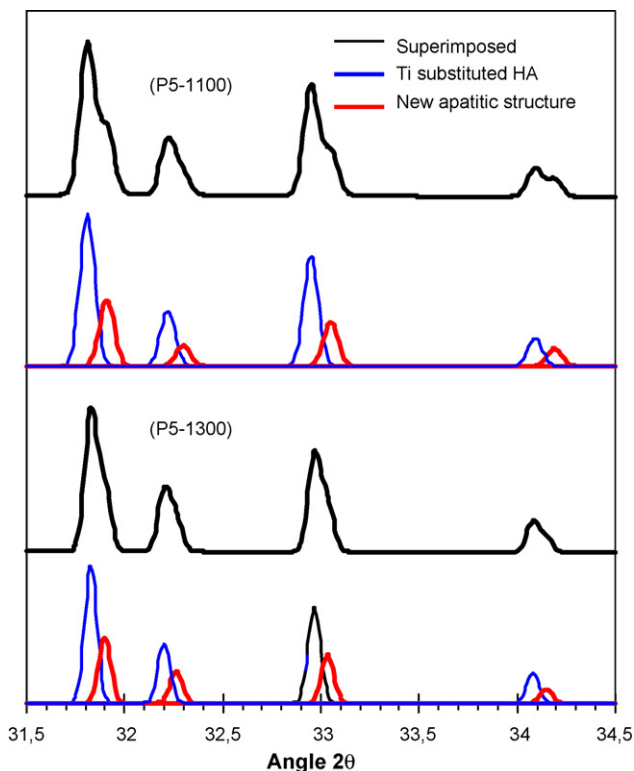 Superimposed
(P5-1100)
Ti substituted HA
New apatitic structure
(P5-1300)
31,5 32 32,5 33 33,5 34 34,5
Angle 2θ